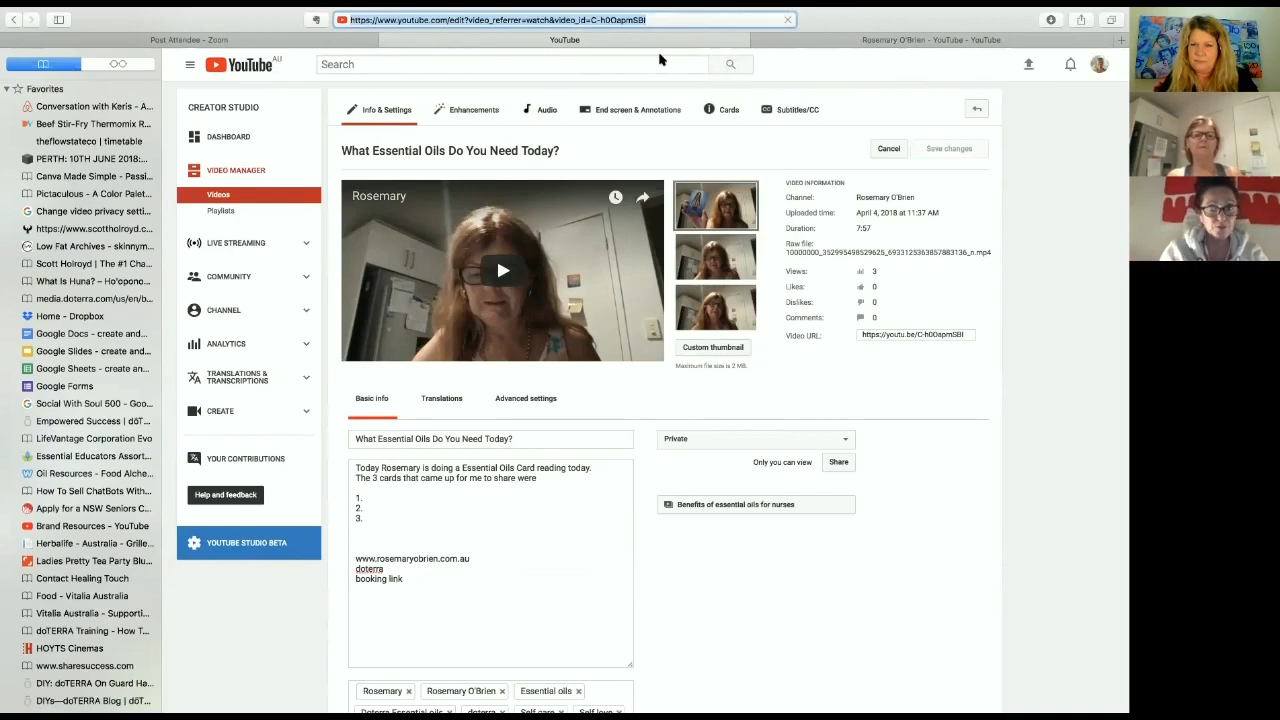 https://www.youtube.com/edit?video_referrer=watch&video_id=C-h0OapmSBI
Post Attendee - Zoom
YouTube
Rosemary O'Brien - YouTube - YouTube
YouTube AU
Search
Favorites
Conversation with Keris - A...
Beef Stir-Fry Thermomix R...
theflowstateco | timetable
PERTH: 10TH JUNE 2018:...
Canva Made Simple - Passi...
Pictaculous - A Color Palet...
Change video privacy setti...
https://www.scottholroyd.c...
Low Fat Archives - skinnym...
Scott Holroyd | Scott Holro...
What Is Huna? – Ho'opono...
media.doterra.com/us/en/b...
Home - Dropbox
Google Docs - create and...
Google Slides - create and...
Google Sheets - create an...
Google Forms
Social With Soul 500 - Goo...
Empowered Success | dōT...
LifeVantage Corporation Evo
Essential Educators Assort...
Oil Resources - Food Alche...
How To Sell ChatBots With...
Apply for a NSW Seniors C...
Brand Resources - YouTube
Herbalife - Australia - Grille...
Ladies Pretty Tea Party Blu...
Contact Healing Touch
Food - Vitalia Australia
Vitalia Australia - Supporti...
doTERRA Training - How T...
HOYTS Cinemas
www.sharesuccess.com
DIY: doTERRA On Guard Ha...
DIYs—doTERRA Blog | dōT...
CREATOR STUDIO
DASHBOARD
VIDEO MANAGER
Videos
Playlists
LIVE STREAMING
COMMUNITY
CHANNEL
ANALYTICS
TRANSLATIONS &
TRANSCRIPTIONS
CREATE
YOUR CONTRIBUTIONS
Help and feedback
YOUTUBE STUDIO BETA
Info & Settings
Enhancements
Audio
End screen & Annotations
Cards
CC Subtitles/CC
What Essential Oils Do You Need Today?
Cancel
Save changes
Rosemary
Custom thumbnail
Maximum file size is 2 MB.
VIDEO INFORMATION
Channel: Rosemary O'Brien
Uploaded time: April 4, 2018 at 11:37 AM
Duration: 7:57
Raw file:
10000000_352995498529625_6933125363857883136_n.mp4
Views: 3
Likes: 0
Dislikes: 0
Comments: 0
Video URL: https://youtu.be/C-h0OapmSBI
Basic info
Translations
Advanced settings
What Essential Oils Do You Need Today?
Private
Only you can view
Share
Benefits of essential oils for nurses
Today Rosemary is doing a Essential Oils Card reading today.
The 3 cards that came up for me to share were
1.
2.
3.
www.rosemaryobrien.com.au
doterra
booking link
Rosemary
Rosemary O'Brien
Essential oils
Doterra Essential oils
doterra
Self care
Self love